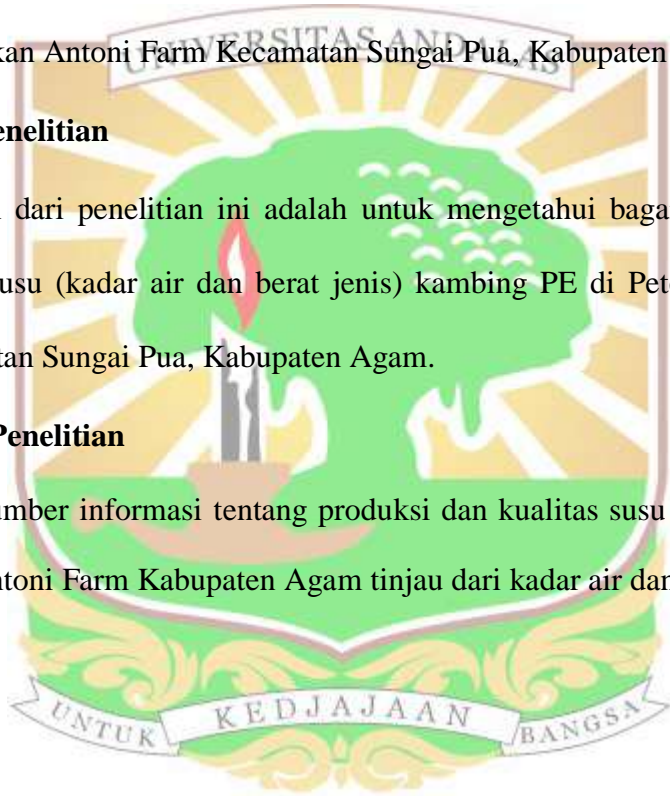 kan Antoni Farm Kecamatan Sungai Pua, Kabupaten
UNIVERSITAS ANDALAS
enelitian
dari penelitian ini adalah untuk mengetahui baga
usu (kadar air dan berat jenis) kambing PE di Pet
tan Sungai Pua, Kabupaten Agam.
Penelitian
umber informasi tentang produksi dan kualitas susu
ntoni Farm Kabupaten Agam tinjau dari kadar air dan
UNTUK KEDJAJAAN BANGSA